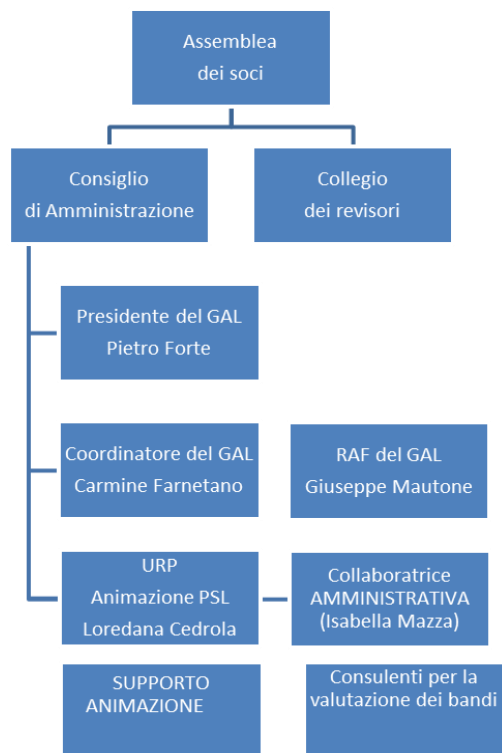 Assemblea
dei soci
Consiglio
di Amministrazione
Collegio
dei revisori
Presidente del GAL
Pietro Forte
Coordinatore del GAL
Carmine Farnetano
RAF del GAL
Giuseppe Mautone
URP
Animazione PSL
Loredana Cedrola
Collaboratrice
AMMINISTRATIVA
(Isabella Mazza)
SUPPORTO
ANIMAZIONE
Consulenti per la
valutazione dei bandi